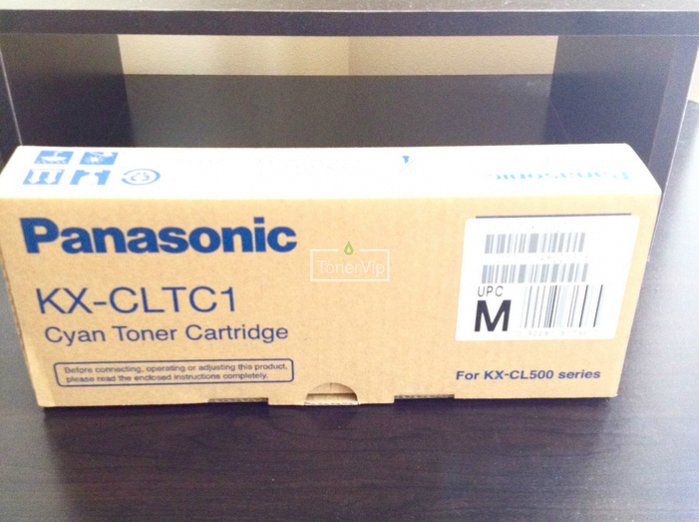 Panasonic
Panasonic
TonerVip
KX-CLTC1
Cyan Toner Cartridge
Before connecting, operating or adjusting this product,
please read the enclosed instructions completely.
UPC
M
For KX-CL500 series